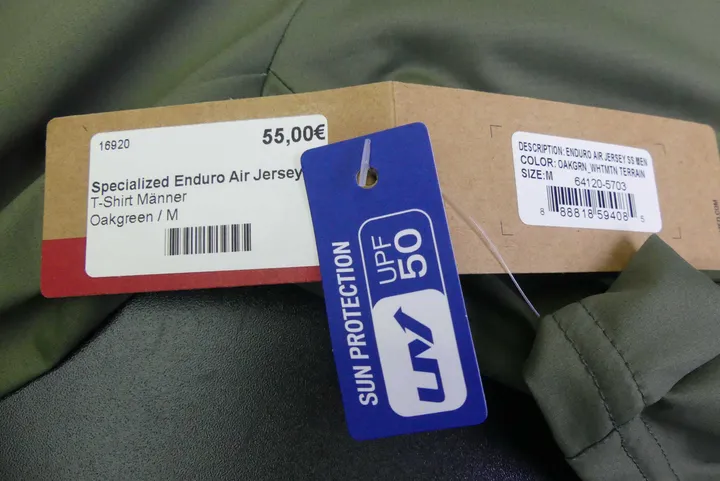 16920
55,00€
Specialized Enduro Air Jersey
T-Shirt Männer
Oakgreen / M
SUN PROTECTION
UPF
50
UV
DESCRIPTION: ENDURO AIR JERSEY SS MEN
COLOR: OAKGRN_WHTMTN TERRAIN
SIZE:M
64120-5703
8 88818 59408 5